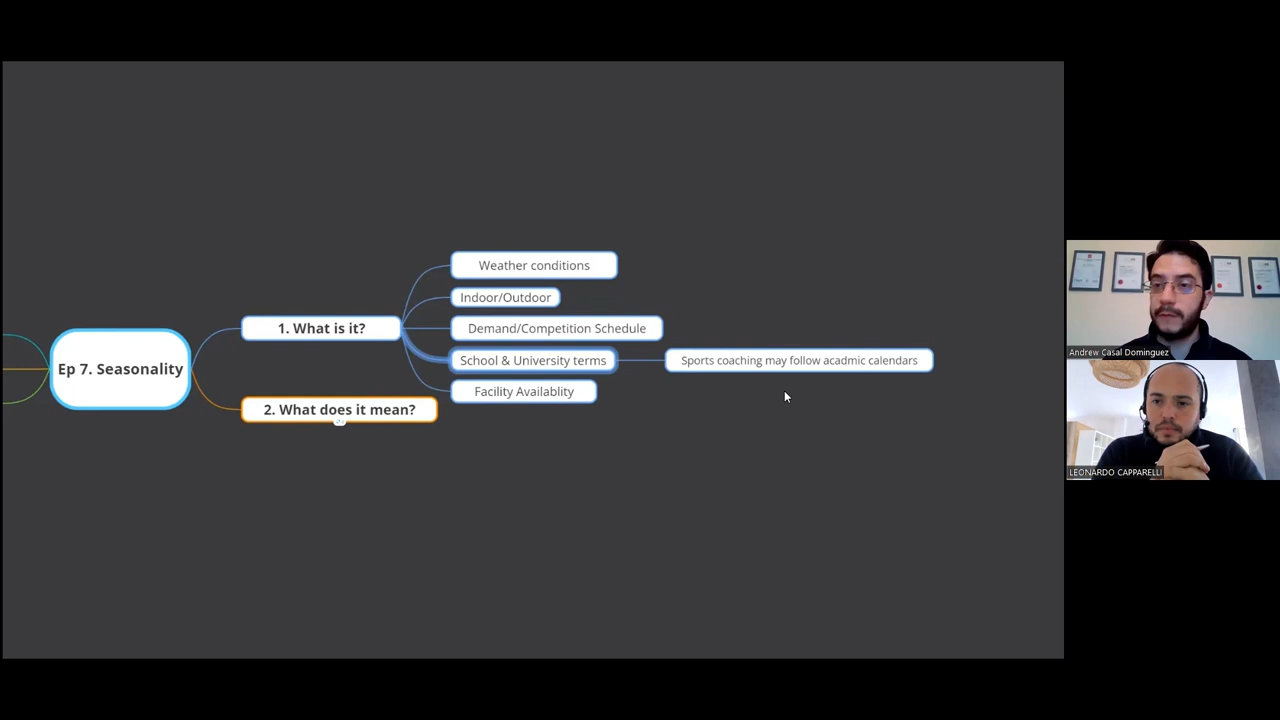 Ep 7. Seasonality
1. What is it?
Weather conditions
Indoor/Outdoor
Demand/Competition Schedule
School & University terms
Sports coaching may follow acadmic calendars
Facility Availablity
2. What does it mean?
Andrew Casal Dominguez
LEONARDO CAPPARELLI